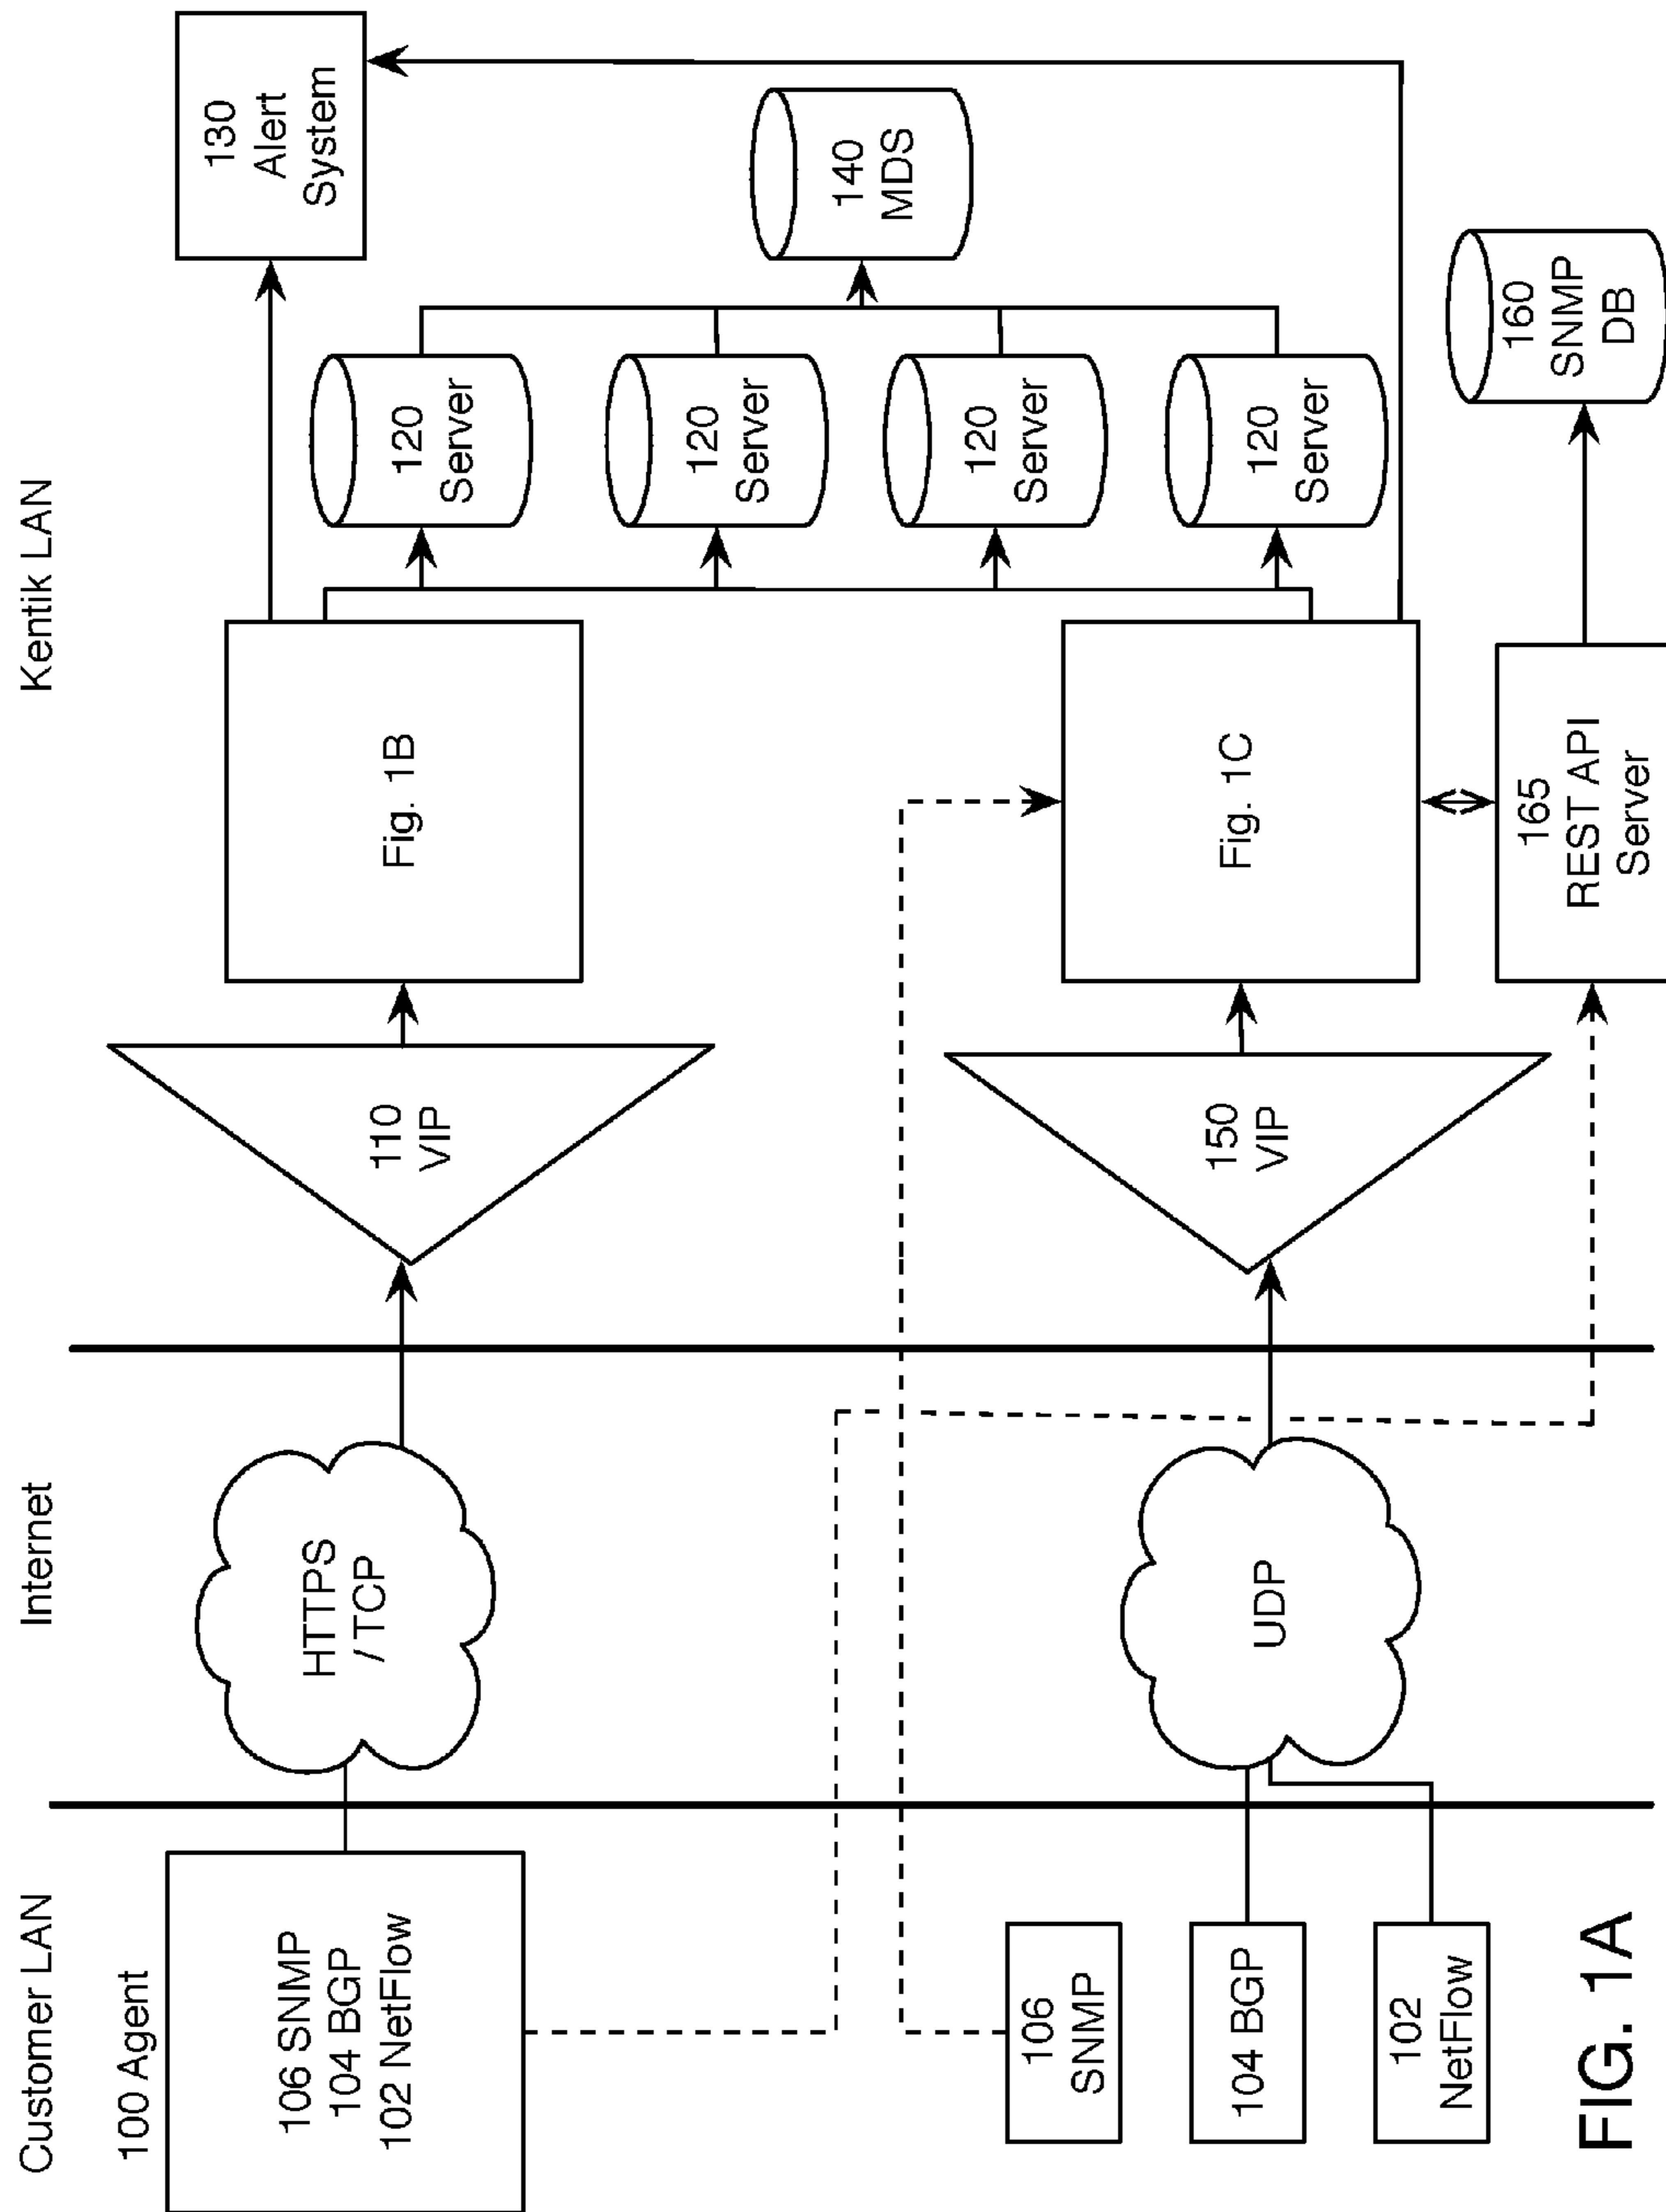 Customer LAN
Internet
Kentik LAN
100 Agent
106 SNMP
104 BGP
102 NetFlow
HTTPS
/ TCP
110
VIP
Fig. 1B
130
Alert
System
120
Server
120
Server
120
Server
120
Server
140
MDS
106
SNMP
104 BGP
102
NetFlow
UDP
150
VIP
Fig. 1C
165
REST API
Server
160
SNMP
DB
FIG. 1A